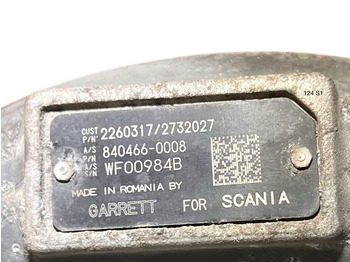 124 S1
CUST P/N' 2260317/2732027
A/S P/N 840466-0008
A/S S/N WF00984B
MADE IN ROMANIA BY
GARRETT FOR SCANIA